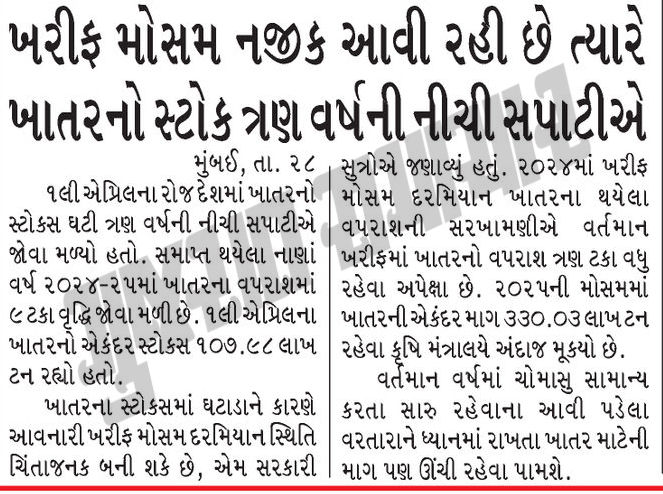 ખરીફ મોસમ નજીક આવી રહી છે ત્યારે
ખાતરનો સ્ટોક ત્રણ વર્ષની નીચી સપાટીએ
મુંબઈ, તા. ૨૮
૧લી એપ્રિલના રોજ દેશમાં ખાતરનો
સ્ટોકસ ઘટી ત્રણ વર્ષની નીચી સપાટીએ
જોવા મળ્યો હતો. સમાપ્ત થયેલા નાણાં
વર્ષ ૨૦૨૪-૨૫માં ખાતરના વપરાશમાં
૯ ટકા વૃદ્ધિ જોવા મળી છે. ૧લી એપ્રિલના
ખાતરનો એકંદર સ્ટોકસ ૧૦૭.૯૮ લાખ
ટન રહ્યો હતો.
ખાતરના સ્ટોકસમાં ઘટાડાને કારણે
આવનારી ખરીફ મોસમ દરમિયાન સ્થિતિ
ચિંતાજનક બની શકે છે, એમ સરકારી
સુત્રોએ જણાવ્યું હતું. ૨૦૨૪માં ખરીફ
મોસમ દરમિયાન ખાતરના થયેલા
વપરાશની સરખામણીએ વર્તમાન
ખરીફમાં ખાતરનો વપરાશ ત્રણ ટકા વધુ
રહેવા અપેક્ષા છે. ૨૦૨૫ની મોસમમાં
ખાતરની એકંદર માગ ૩૩૦.૦૩ લાખ ટન
રહેવા કૃષિ મંત્રાલયે અંદાજ મૂકયો છે.
વર્તમાન વર્ષમાં ચોમાસુ સામાન્ય
કરતા સારુ રહેવાના આવી પડેલા
વરતારાને ધ્યાનમાં રાખતા ખાતર માટેની
માગ પણ ઊંચી રહેવા પામશે.